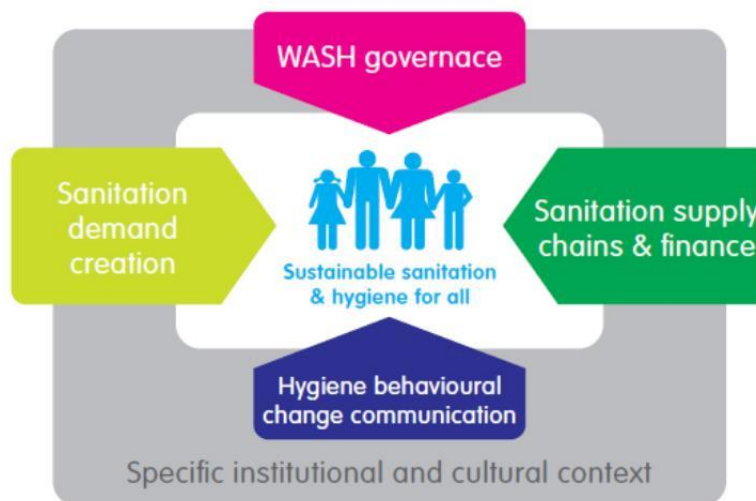 WASH governace
Sanitation
demand
creation
Sustainable sanitation
& hygiene for all
Sanitation supply
chains & finance
Hygiene behavioural
change communication
Specific institutional and cultural context